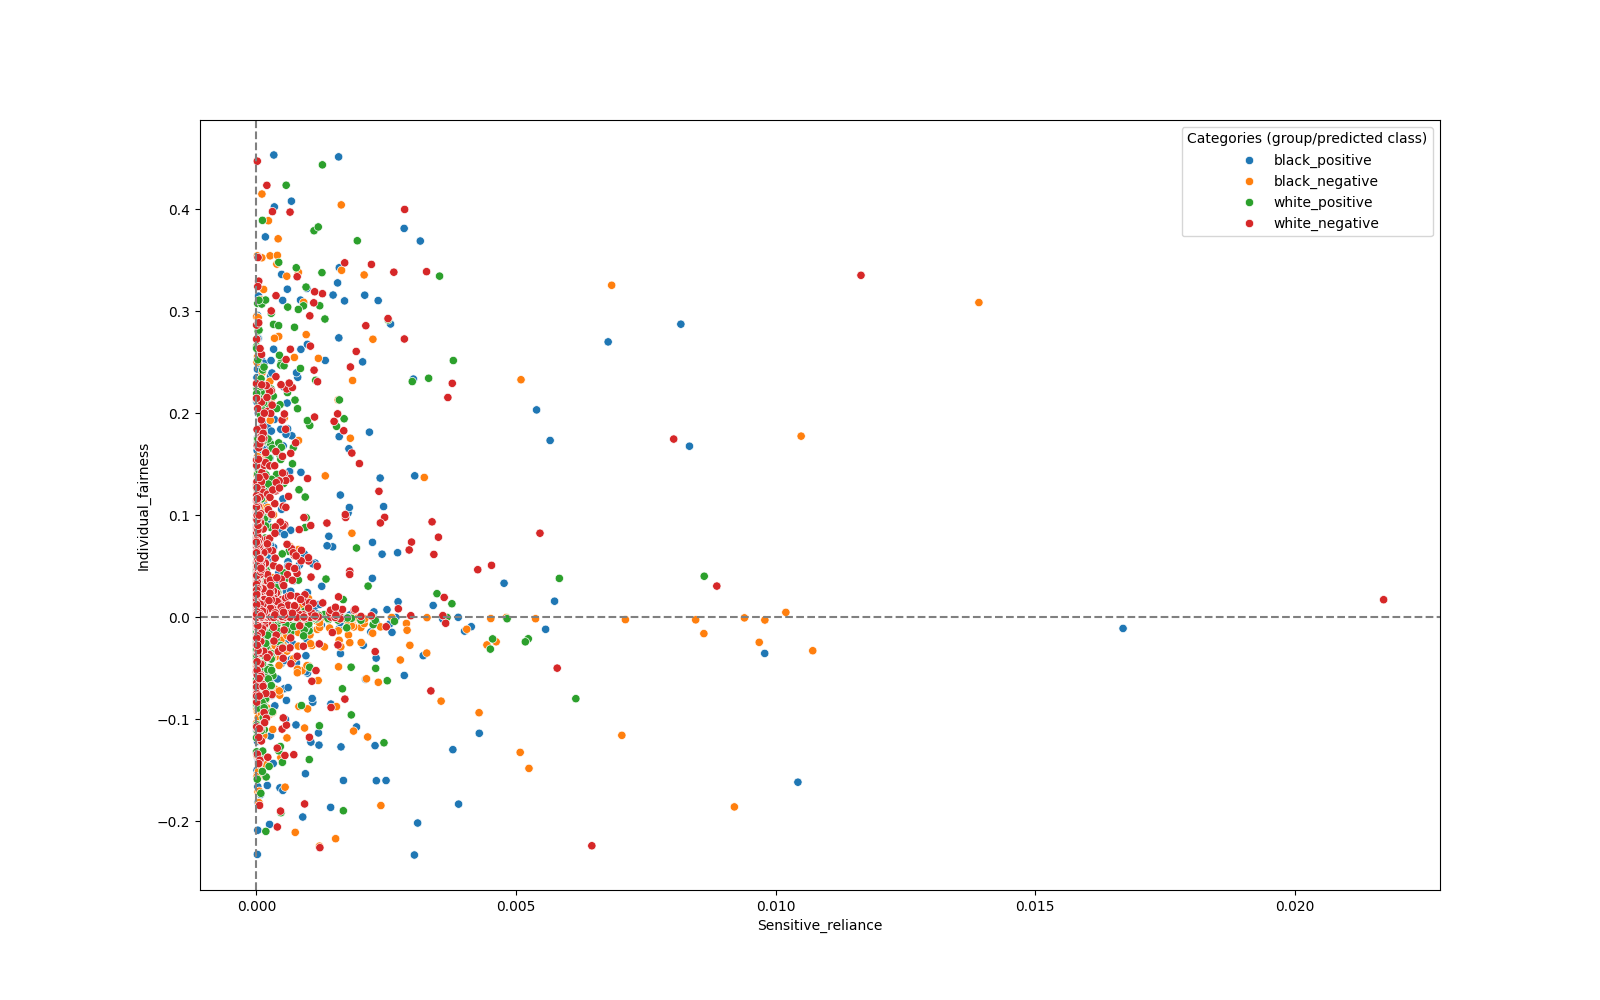 Categories (group/predicted class)
black_positive
black_negative
white_positive
white_negative
Individual_fairness
0.4
0.3
0.2
0.1
0.0
−0.1
−0.2
0.000
0.005
0.010
0.015
0.020
Sensitive_reliance